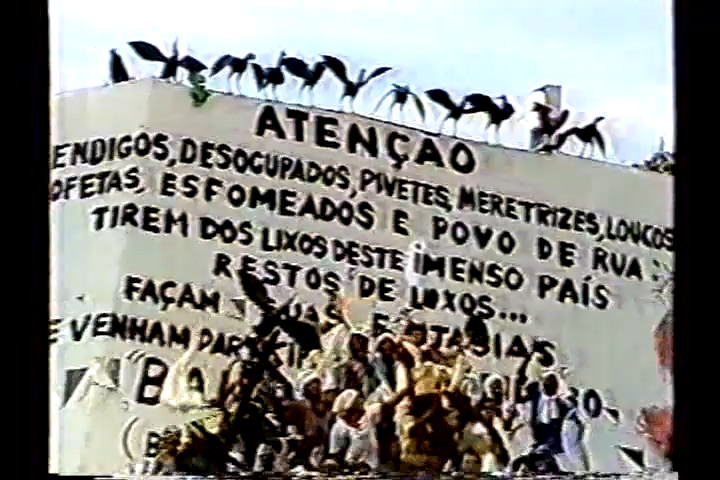 ATENÇAO
ENDIGOS, DESOCUPADOS, PIVETES, MERETRIZES, LOUCOS
OFETAS, ESFOMEADOS E POVO DE RUA:
TIREM DOS LIXOS DESTE IMENSO PAÍS
RESTOS DE LUXOS...
FAÇAM
E VENHAM